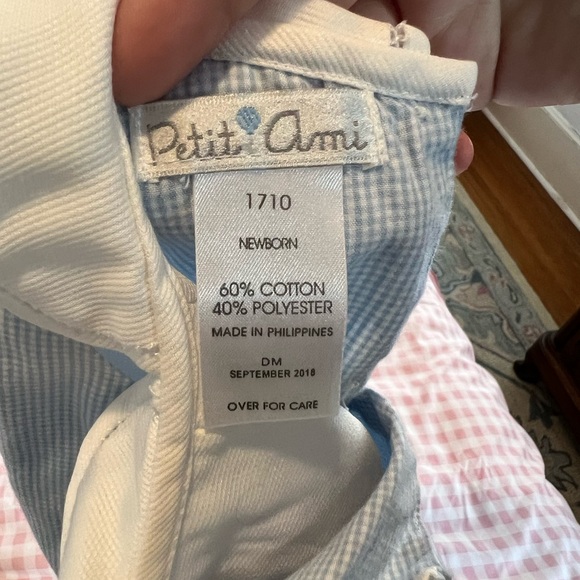 Petit Ami
1710
NEWBORN
60% COTTON
40% POLYESTER
MADE IN PHILIPPINES
DM
SEPTEMBER 2018
OVER FOR CARE